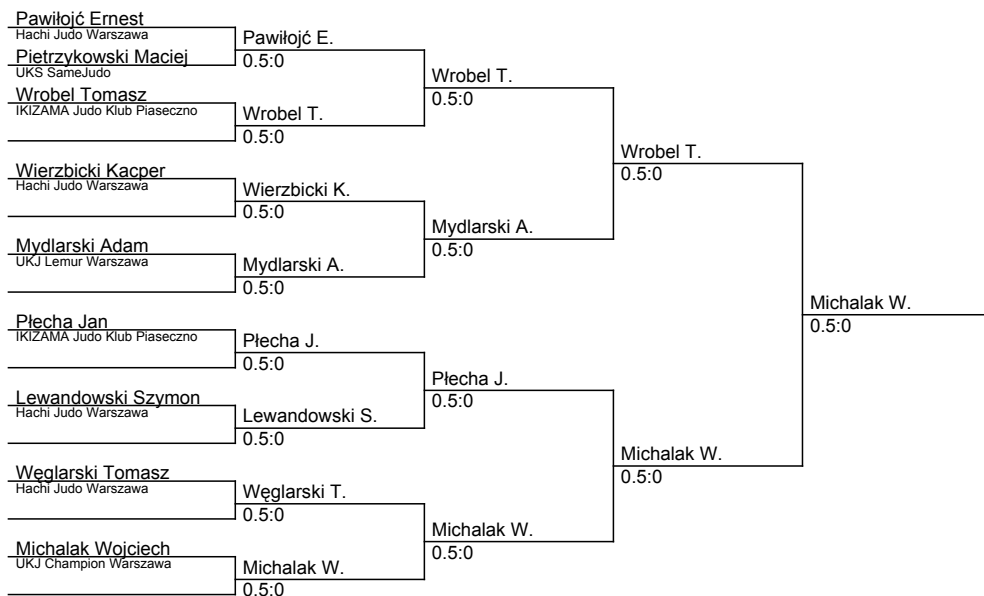 Pawiłojć Ernest
Hachi Judo Warszawa
Pietrzykowski Maciej
UKS SameJudo
Wrobel Tomasz
IKIZAMA Judo Klub Piaseczno
Wierzbicki Kacper
Hachi Judo Warszawa
Mydlarski Adam
UKJ Lemur Warszawa
Płecha Jan
IKIZAMA Judo Klub Piaseczno
Lewandowski Szymon
Hachi Judo Warszawa
Węglarski Tomasz
Hachi Judo Warszawa
Michalak Wojciech
UKJ Champion Warszawa
Pawiłojć E.
0.5:0
Wrobel T.
0.5:0
Wierzbicki K.
0.5:0
Mydlarski A.
0.5:0
Płecha J.
0.5:0
Lewandowski S.
0.5:0
Węglarski T.
0.5:0
Michalak W.
0.5:0
Wrobel T.
0.5:0
Mydlarski A.
0.5:0
Płecha J.
0.5:0
Michalak W.
0.5:0
Wrobel T.
0.5:0
Michalak W.
0.5:0
Michalak W.
0.5:0